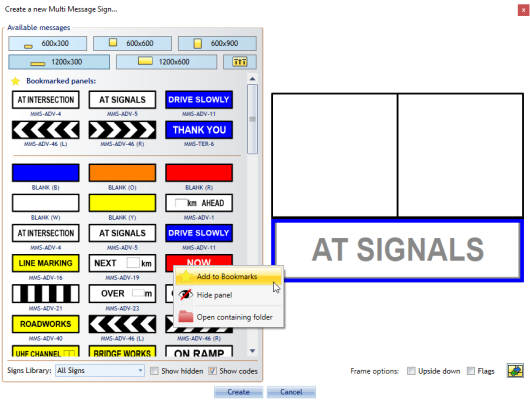 Create a new Multi Message Sign...
x
Available messages
600x300 600x600 600x900
1200x300 1200x600
Bookmarked panels:
AT INTERSECTION AT SIGNALS DRIVE SLOWLY
MMS-ADV-4 MMS-ADV-5 MMS-ADV-11
THANK YOU
MMS-ADV-46 (L) MMS-ADV-46 (R) MMS-TER-6
BLANK (B) BLANK (O) BLANK (R)
km AHEAD
BLANK (W) BLANK (Y) MMS-ADV-1
AT INTERSECTION AT SIGNALS DRIVE SLOWLY
MMS-ADV-4 MMS-ADV-5 MMS-ADV-11
LINE MARKING NEXT km NOW
MMS-ADV-16 MMS-ADV-19
Add to Bookmarks
OVER m
Hide panel
MMS-ADV-21 MMS-ADV-23
Open containing folder
ROADWORKS
MMS-ADV-40 MMS-ADV-46 (L) MMS-ADV-46 (R)
UHF CHANNEL BRIDGE WORKS ON RAMP
AT SIGNALS
Signs Library: All Signs Show hidden Show codes
Frame options: Upside down Flags
Create Cancel